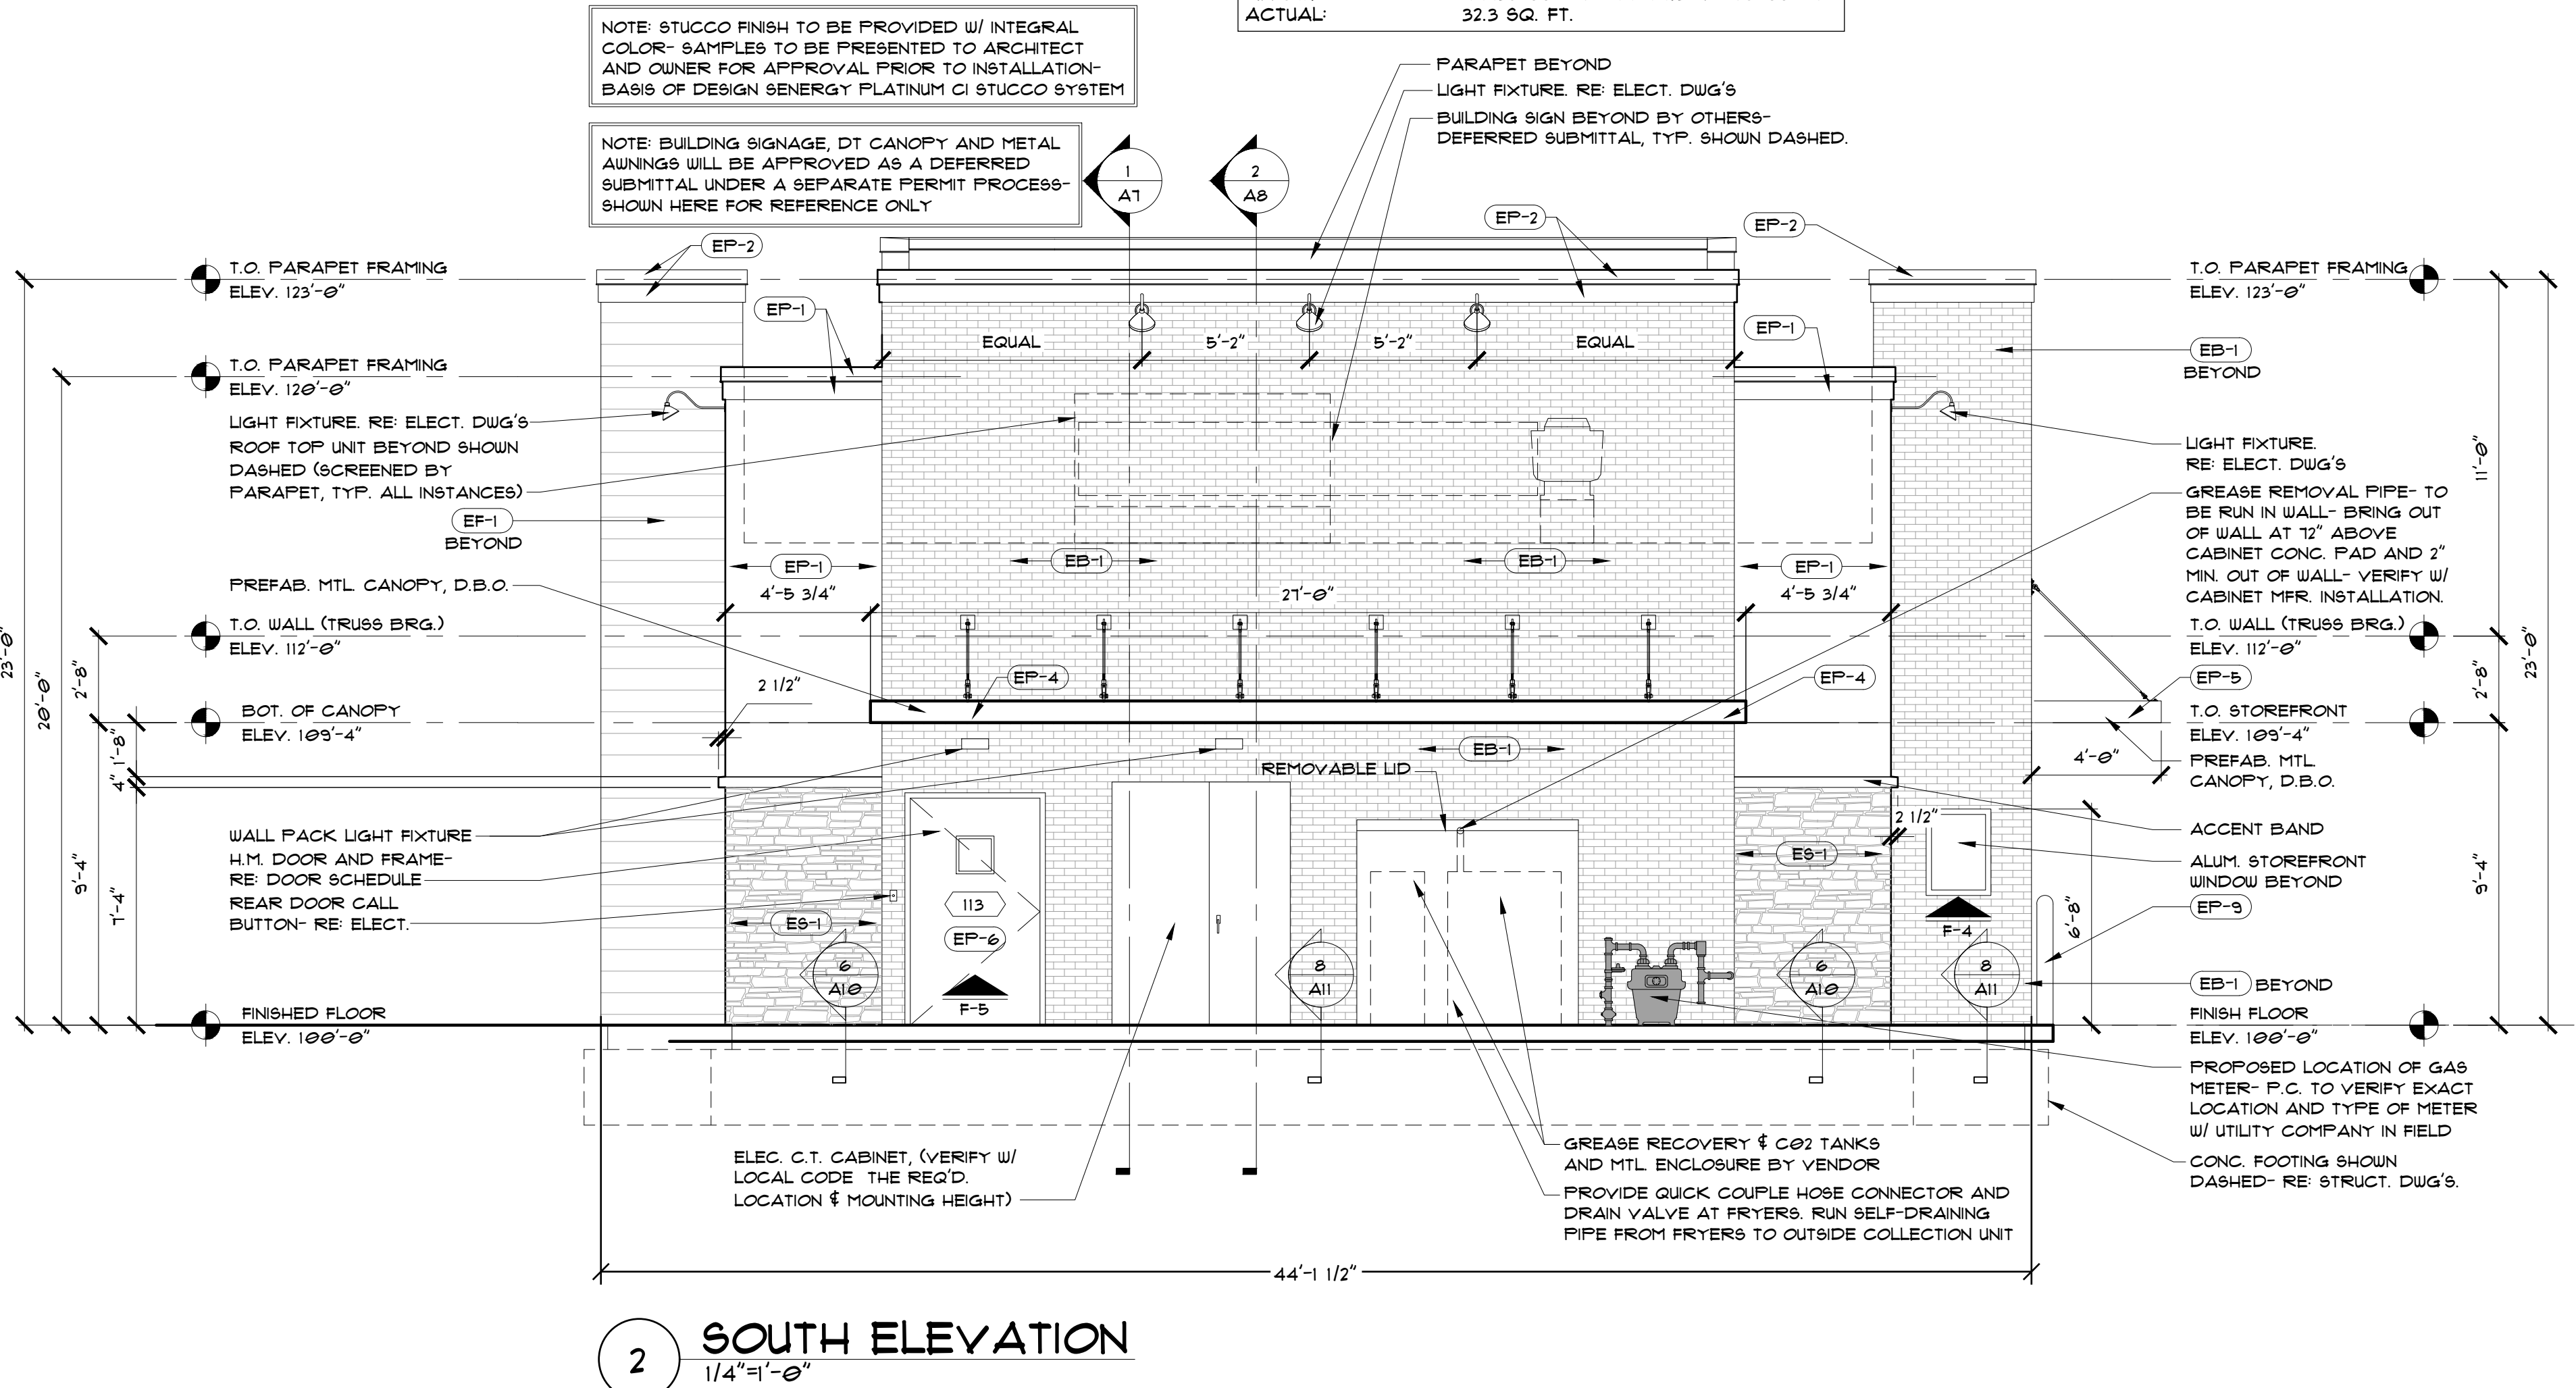 ACTUAL: 32.3 SQ. FT.
NOTE: STUCCO FINISH TO BE PROVIDED W/ INTEGRAL
COLOR- SAMPLES TO BE PRESENTED TO ARCHITECT
AND OWNER FOR APPROVAL PRIOR TO INSTALLATION-
BASIS OF DESIGN SENERGY PLATINUM CI STUCCO SYSTEM
NOTE: BUILDING SIGNAGE, DT CANOPY AND METAL
AWNINGS WILL BE APPROVED AS A DEFERRED
SUBMITTAL UNDER A SEPARATE PERMIT PROCESS-
SHOWN HERE FOR REFERENCE ONLY
1
A7
2
A8
PARAPET BEYOND
LIGHT FIXTURE. RE: ELECT. DWG'S
BUILDING SIGN BEYOND BY OTHERS-
DEFERRED SUBMITTAL, TYP. SHOWN DASHED.
EP-2
EP-2
EP-2
EP-1
EP-1
T.O. PARAPET FRAMING
ELEV. 123'-0"
T.O. PARAPET FRAMING
ELEV. 120'-0"
LIGHT FIXTURE. RE: ELECT. DWG'S
ROOF TOP UNIT BEYOND SHOWN
DASHED (SCREENED BY
PARAPET, TYP. ALL INSTANCES)
EF-1
BEYOND
PREFAB. MTL. CANOPY, D.B.O.
T.O. WALL (TRUSS BRG.)
ELEV. 112'-0"
BOT. OF CANOPY
ELEV. 109'-4"
WALL PACK LIGHT FIXTURE
H.M. DOOR AND FRAME-
RE: DOOR SCHEDULE
REAR DOOR CALL
BUTTON- RE: ELECT.
FINISHED FLOOR
ELEV. 100'-0"
23'-0"
20'-0"
2'-8"
1'-8"
4"
9'-4"
7'-4"
EQUAL
5'-2"
5'-2"
EQUAL
EB-1
EB-1
EP-1
4'-5 3/4"
27'-0"
EP-1
4'-5 3/4"
2 1/2"
EP-4
EP-4
EB-1
REMOVABLE LID
ES-1
113
EP-6
F-5
6
A10
8
A11
ES-1
6
A10
2 1/2"
F-4
8
A11
6'-8"
4'-0"
T.O. PARAPET FRAMING
ELEV. 123'-0"
EB-1
BEYOND
LIGHT FIXTURE.
RE: ELECT. DWG'S
GREASE REMOVAL PIPE- TO
BE RUN IN WALL- BRING OUT
OF WALL AT 72" ABOVE
CABINET CONC. PAD AND 2"
MIN. OUT OF WALL- VERIFY W/
CABINET MFR. INSTALLATION.
T.O. WALL (TRUSS BRG.)
ELEV. 112'-0"
EP-5
T.O. STOREFRONT
ELEV. 109'-4"
PREFAB. MTL.
CANOPY, D.B.O.
ACCENT BAND
ALUM. STOREFRONT
WINDOW BEYOND
EP-9
EB-1 BEYOND
FINISH FLOOR
ELEV. 100'-0"
PROPOSED LOCATION OF GAS
METER- P.C. TO VERIFY EXACT
LOCATION AND TYPE OF METER
W/ UTILITY COMPANY IN FIELD
CONC. FOOTING SHOWN
DASHED- RE: STRUCT. DWG'S.
11'-0"
2'-8"
9'-4"
23'-0"
ELEC. C.T. CABINET, (VERIFY W/
LOCAL CODE THE REQ'D.
LOCATION & MOUNTING HEIGHT)
GREASE RECOVERY & CO2 TANKS
AND MTL. ENCLOSURE BY VENDOR
PROVIDE QUICK COUPLE HOSE CONNECTOR AND
DRAIN VALVE AT FRYERS. RUN SELF-DRAINING
PIPE FROM FRYERS TO OUTSIDE COLLECTION UNIT
44'-1 1/2"
2
SOUTH ELEVATION
1/4"=1'-0"